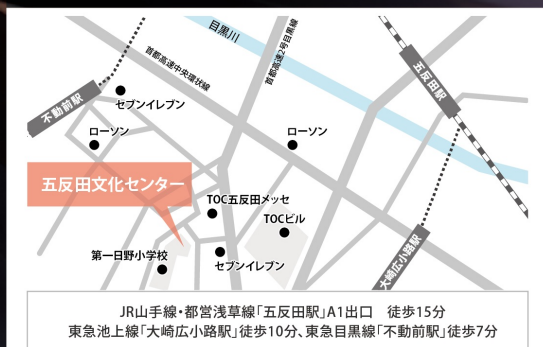 目黒川
首都高速2号目黒線
首都高速中央環状線
五反田駅
不動前駅
セブンイレブン
ローソン
ローソン
五反田文化センター
TOC五反田メッセ
TOCビル
大崎広小路駅
第一日野小学校
セブンイレブン
JR山手線・都営浅草線「五反田駅」A1出口 徒歩15分
東急池上線「大崎広小路駅」徒歩10分、東急目黒線「不動前駅」徒歩7分